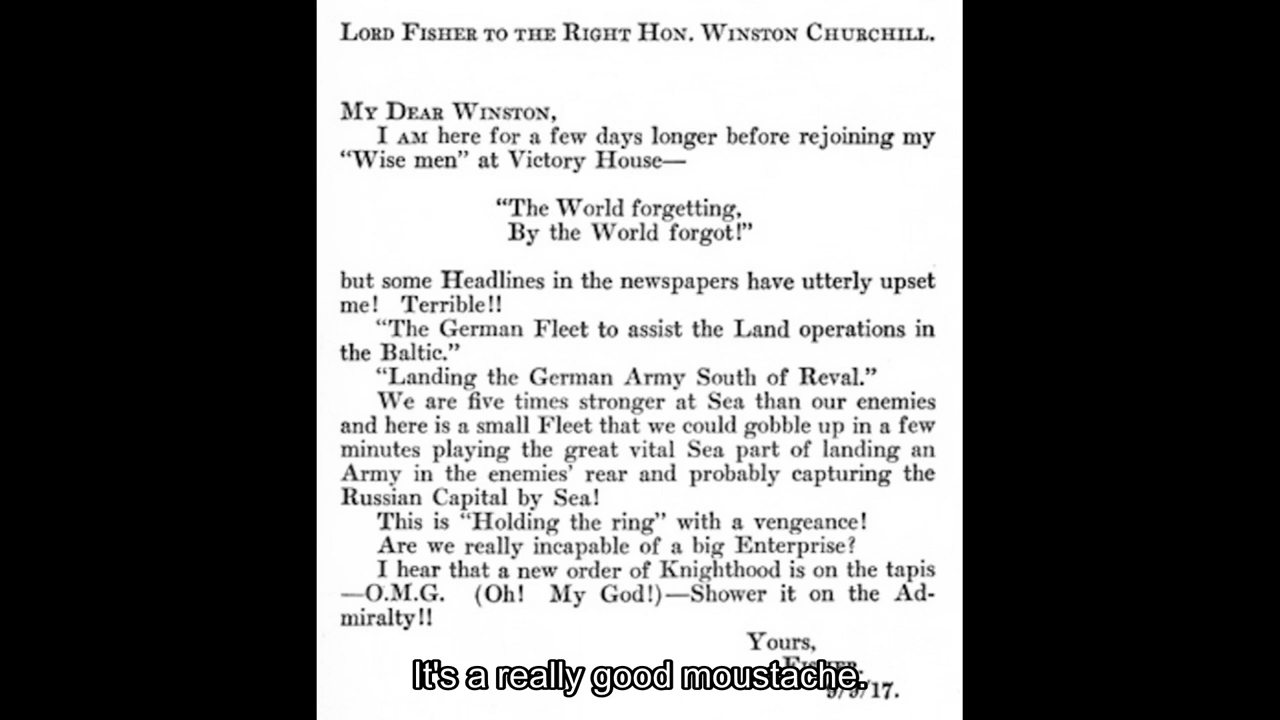 LORD FISHER TO THE RIGHT HON. WINSTON CHURCHILL.
MY DEAR WINSTON,
I AM here for a few days longer before rejoining my
“Wise men” at Victory House—
“The World forgetting,
By the World forgot!”
but some Headlines in the newspapers have utterly upset
me! Terrible!!
“The German Fleet to assist the Land operations in
the Baltic.”
“Landing the German Army South of Reval.”
We are five times stronger at Sea than our enemies
and here is a small Fleet that we could gobble up in a few
minutes playing the great vital Sea part of landing an
Army in the enemies’ rear and probably capturing the
Russian Capital by Sea!
This is “Holding the ring” with a vengeance!
Are we really incapable of a big Enterprise?
I hear that a new order of Knighthood is on the tapis
—O.M.G. (Oh! My God!)—Shower it on the Ad-
miralty!!
Yours,
FISHER.
9/9/17.
It's a really good moustache.